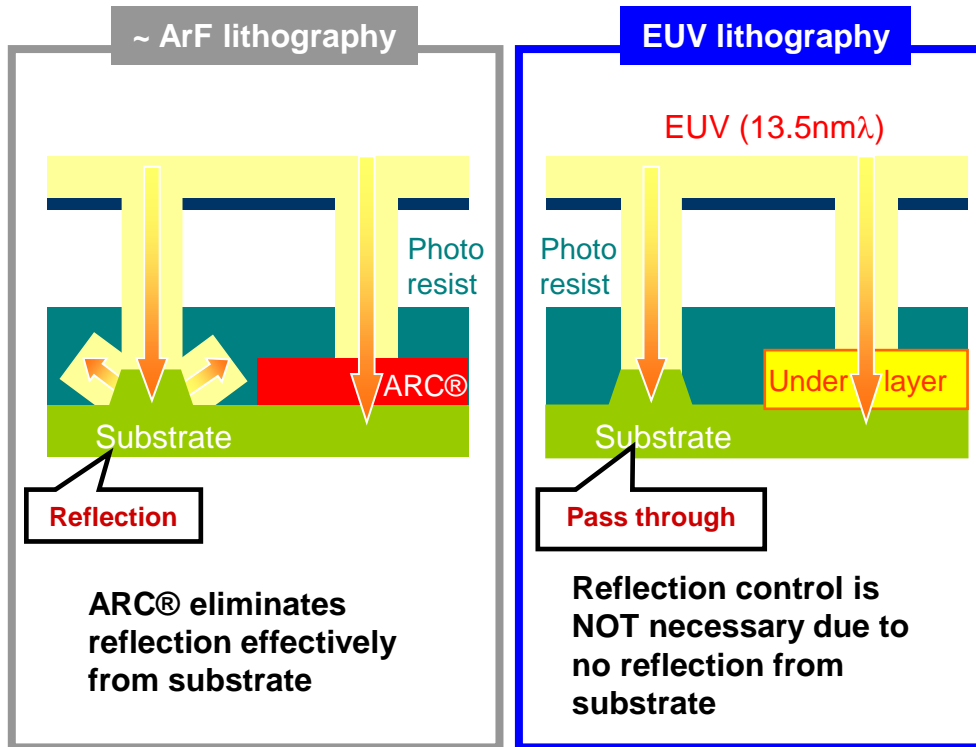 ~ ArF lithography
Photo
resist
ARC®
Substrate
Reflection
ARC® eliminates
reflection effectively
from substrate
EUV lithography
EUV (13.5nmλ)
Photo
resist
Under layer
Substrate
Pass through
Reflection control is
NOT necessary due to
no reflection from
substrate